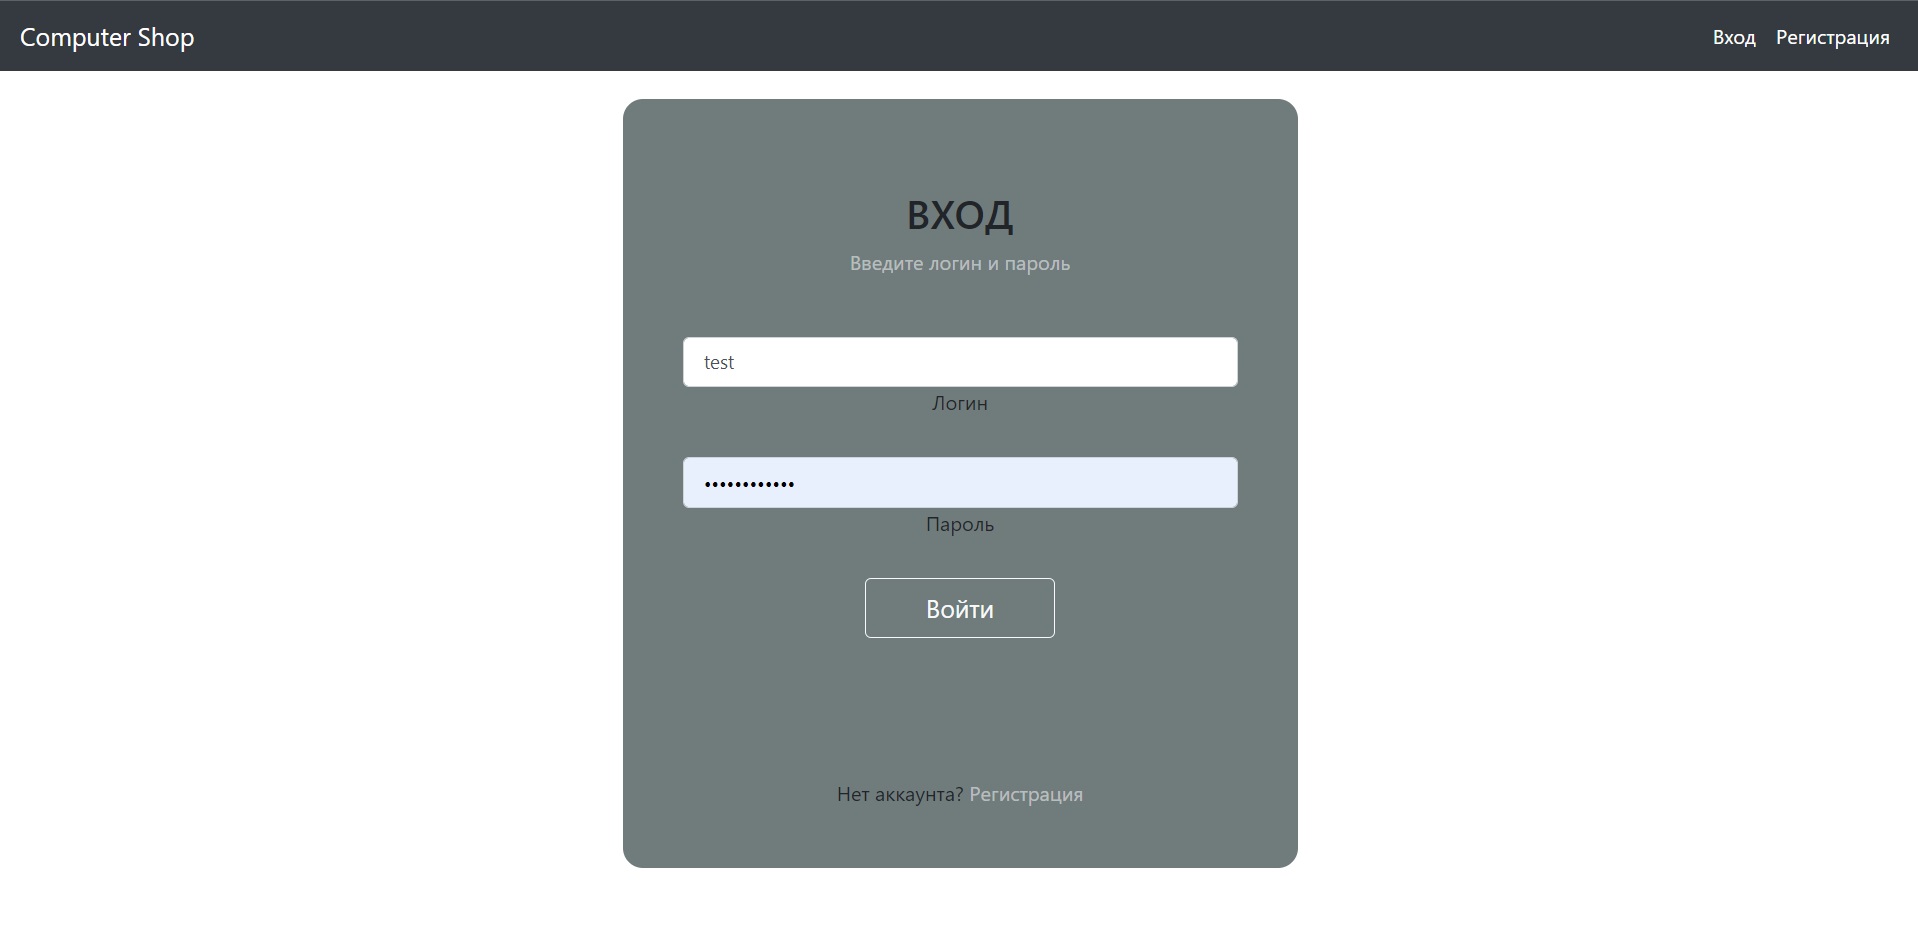 Computer Shop
Вход Регистрация
ВХОД
Введите логин и пароль
test
Логин
••••••••••••
Пароль
Войти
Нет аккаунта? Регистрация